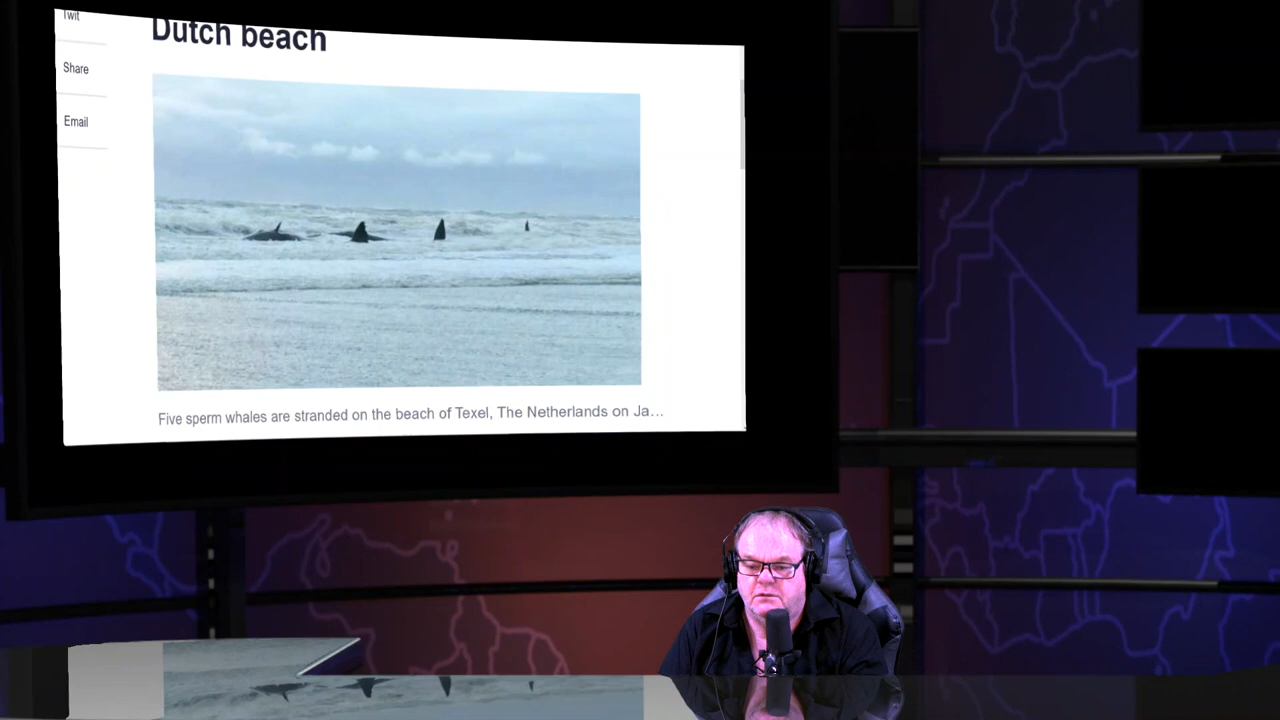 Dutch beach
Twit
Share
Email
Five sperm whales are stranded on the beach of Texel, The Netherlands on Ja...